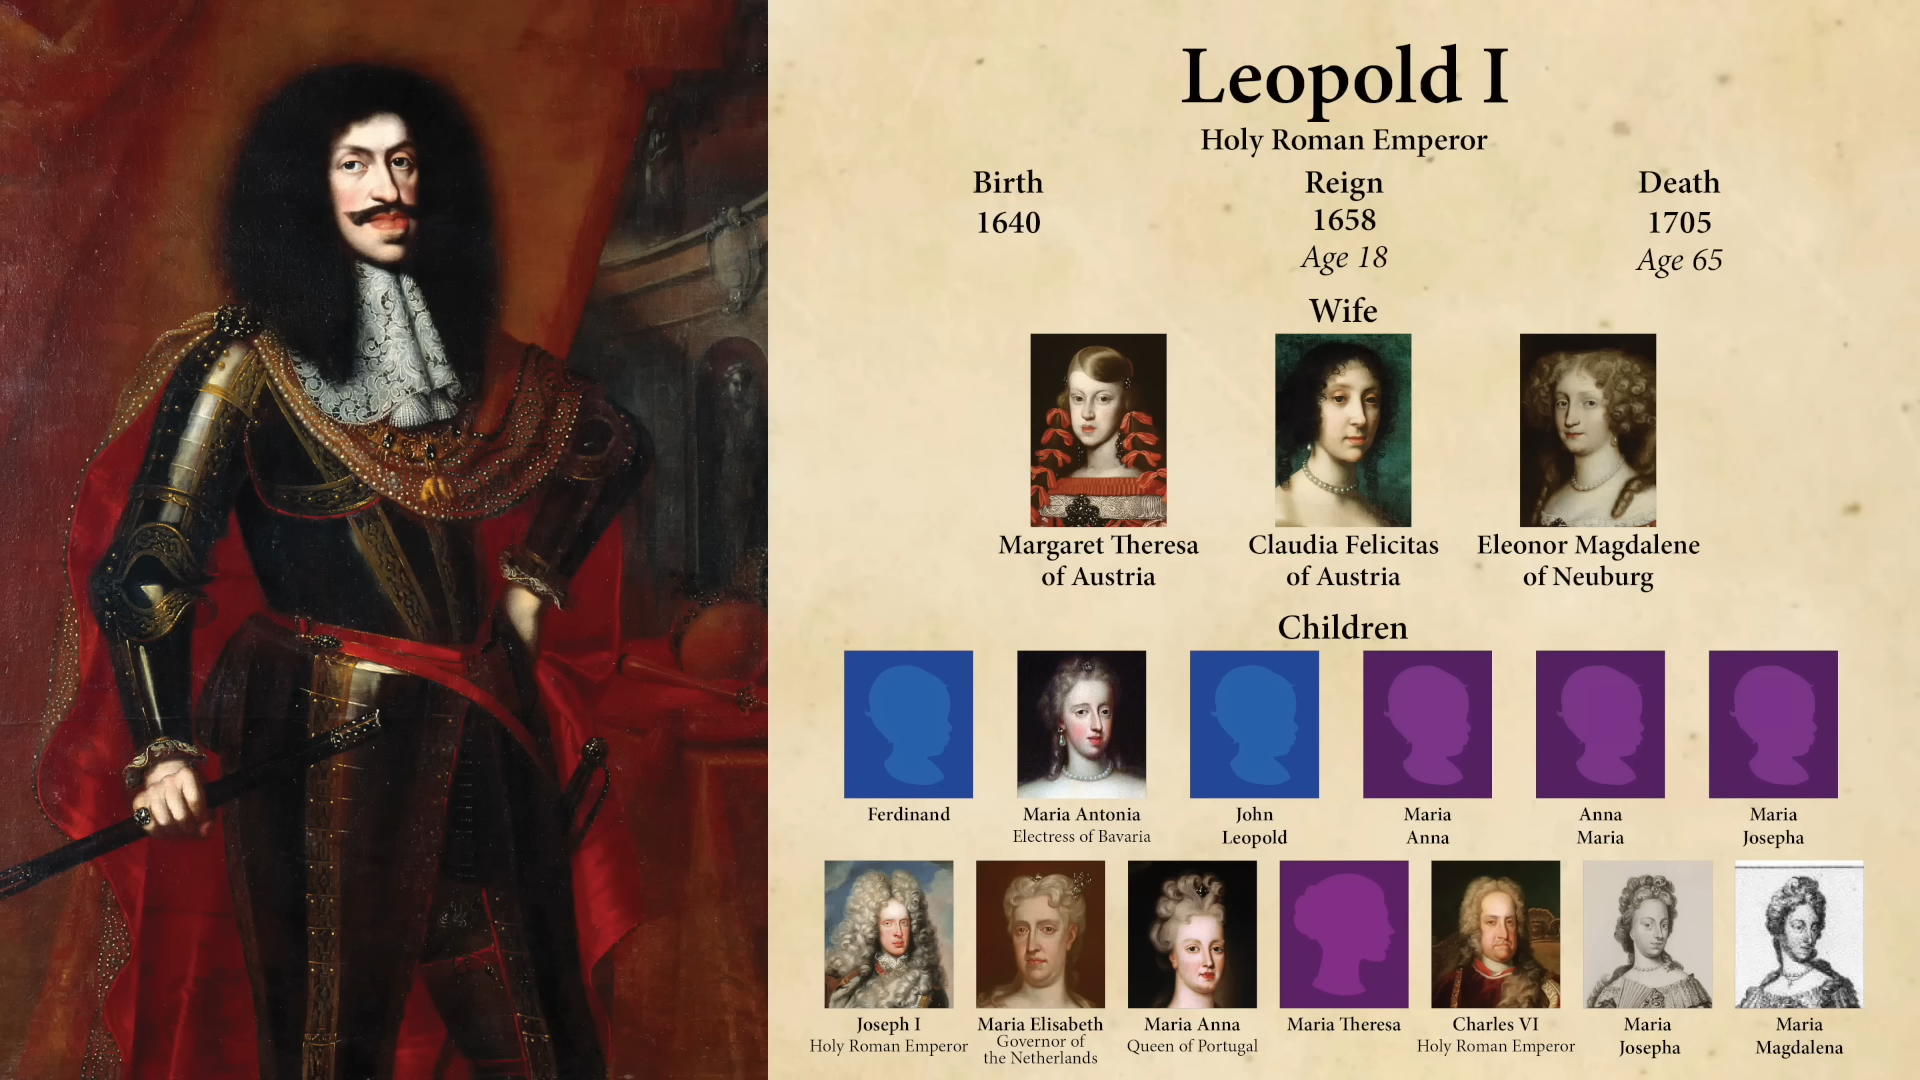 Leopold I
Holy Roman Emperor
Birth
1640
Reign
1658
Age 18
Death
1705
Age 65
Wife
Margaret Theresa
of Austria
Claudia Felicitas
of Austria
Eleonor Magdalene
of Neuburg
Children
Ferdinand
Maria Antonia
Electress of Bavaria
John
Leopold
Maria
Anna
Anna
Maria
Maria
Josepha
Joseph I
Holy Roman Emperor
Maria Elisabeth
Governor of
the Netherlands
Maria Anna
Queen of Portugal
Maria Theresa
Charles VI
Holy Roman Emperor
Maria
Josepha
Maria
Magdalena